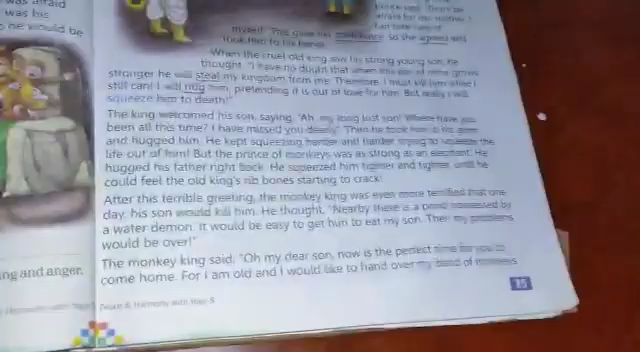 was afraid
was his
he would be
myself. This gave his confidence. So she agreed and
took him to his home.
When the cruel old king saw his strong young son, he
thought, "I have no doubt that when this son of mine grows
stronger he will steal my kingdom from me. Therefore, I must kill him while I
still can! I will hug him, pretending it is out of love for him. But really I will
squeeze him to death!"
The king welcomed his son, saying, "Ah my long lost son! Where have you
been all this time? I have missed you dearly." Then he took him to his
and hugged him. He kept squeezing harder and harder trying to squeeze the
life out of him! But the prince of monkeys was as strong as an elephant. He
hugged his father right back. He squeezed him tighter and tighter, until he
could feel the old king's rib bones starting to crack!
After this terrible greeting, the monkey king was even more terrified that one
day, his son would kill him. He thought, "Nearby there is a pond possessed by
a water demon. It would be easy to get him to eat my son. Then my problems
would be over!"
The monkey king said, "Oh my dear son, now is the perfect time for you to
come home. For I am old and I would like to hand over my band of monkeys
ing and anger.
Peace & Harmony with
85